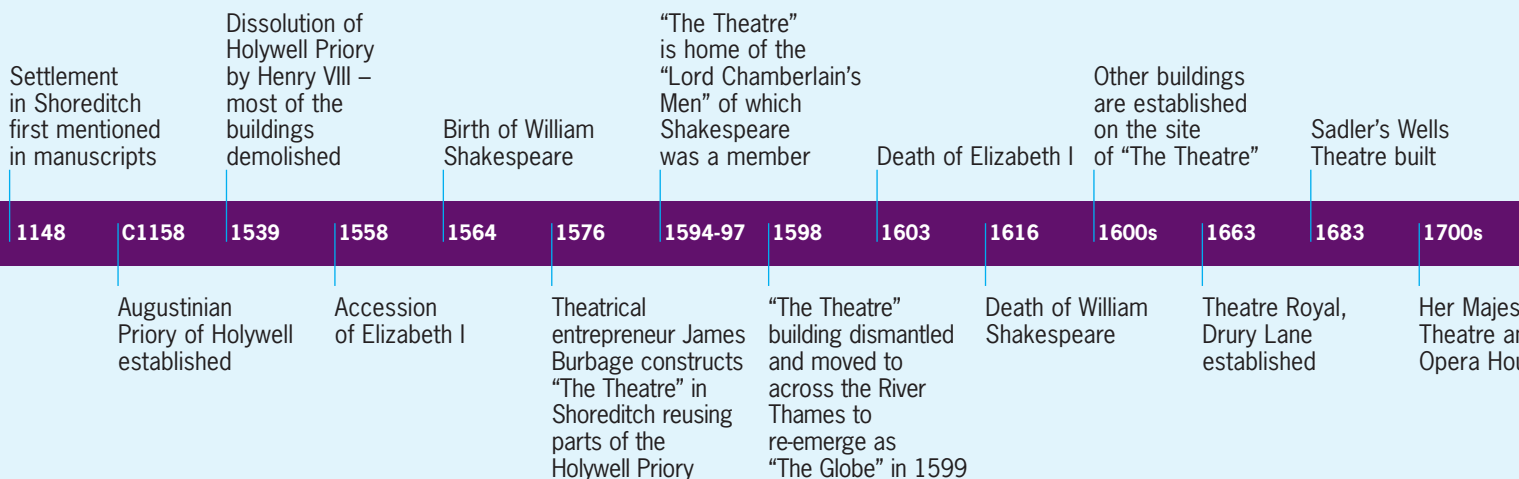 Settlement
in Shoreditch
first mentioned
in manuscripts
Dissolution of
Holywell Priory
by Henry VIII –
most of the
buildings
demolished
Birth of William
Shakespeare
“The Theatre”
is home of the
“Lord Chamberlain’s
Men” of which
Shakespeare
was a member
Death of Elizabeth I
Other buildings
are established
on the site
of “The Theatre”
Sadler’s Wells
Theatre built
1148 C1158 1539 1558 1564 1576 1594-97 1598 1603 1616 1600s 1663 1683 1700s
Augustinian
Priory of Holywell
established
Accession
of Elizabeth I
Theatrical
entrepreneur James
Burbage constructs
“The Theatre” in
Shoreditch reusing
parts of the
Holywell Priory
“The Theatre”
building dismantled
and moved to
across the River
Thames to
re-emerge as
“The Globe” in 1599
Death of William
Shakespeare
Theatre Royal,
Drury Lane
established
Her
Theatre
Opera